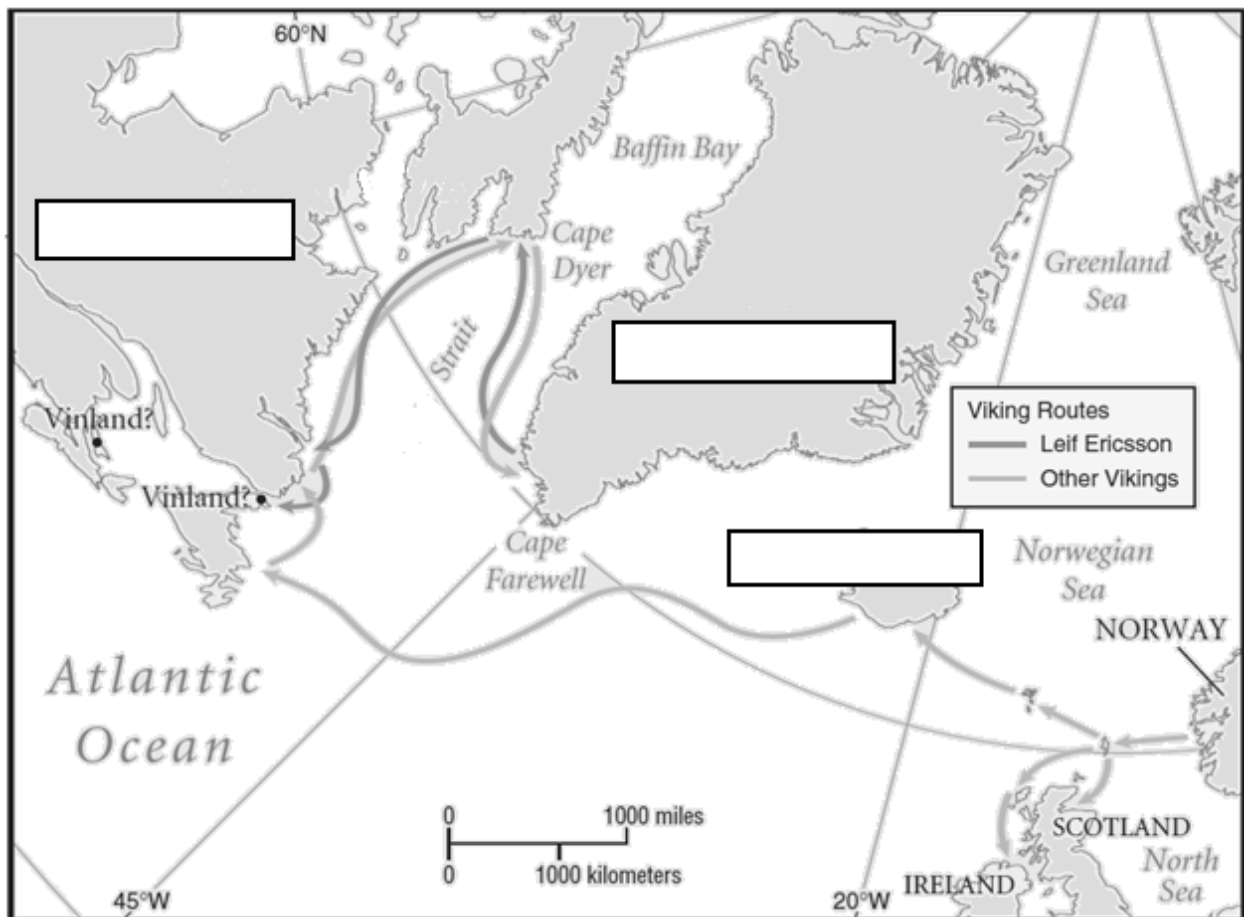 60°N
Baffin Bay
Cape
Dyer
Greenland
Sea
Strait
Viking Routes
Leif Ericsson
Other Vikings
Vinland?
Vinland?
Cape
Farewell
Norwegian
Sea
NORWAY
Atlantic
Ocean
0 1000 miles
0 1000 kilometers
SCOTLAND
IRELAND
North
Sea
45°W
20°W